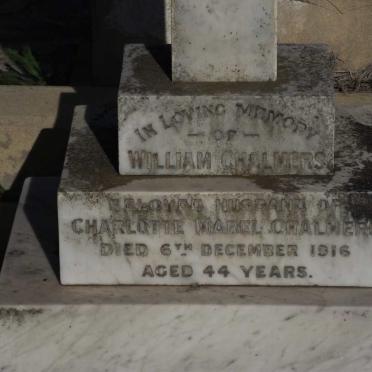 IN LOVING MEMORY
— OF —
WILLIAM CHALMERS
BELOVED HUSBAND OF
CHARLOTTE MABEL CHALMERS
DIED 6TH DECEMBER 1916
AGED 44 YEARS.